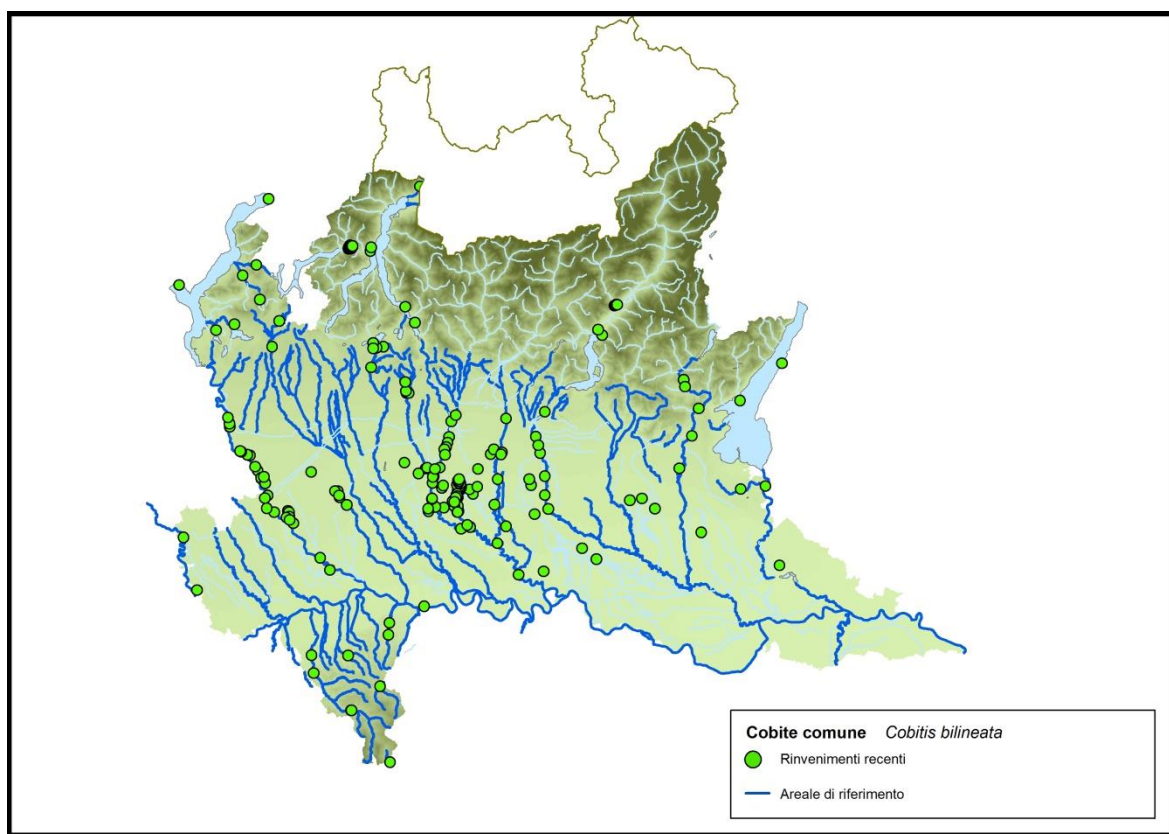 Cobite comune Cobitis bilineata
Rinvenimenti recenti
Areale di riferimento